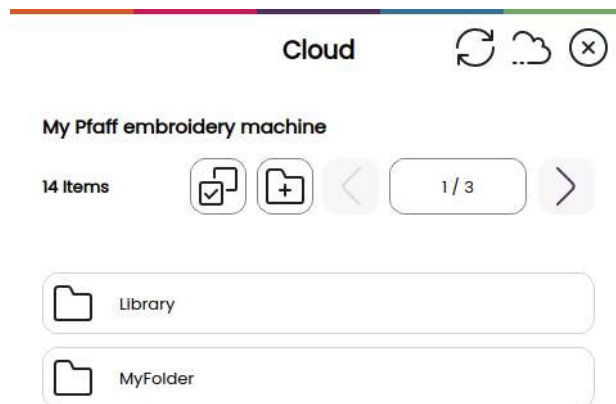 Cloud
My Pfaff embroidery machine
14 Items
1 / 3
Library
MyFolder